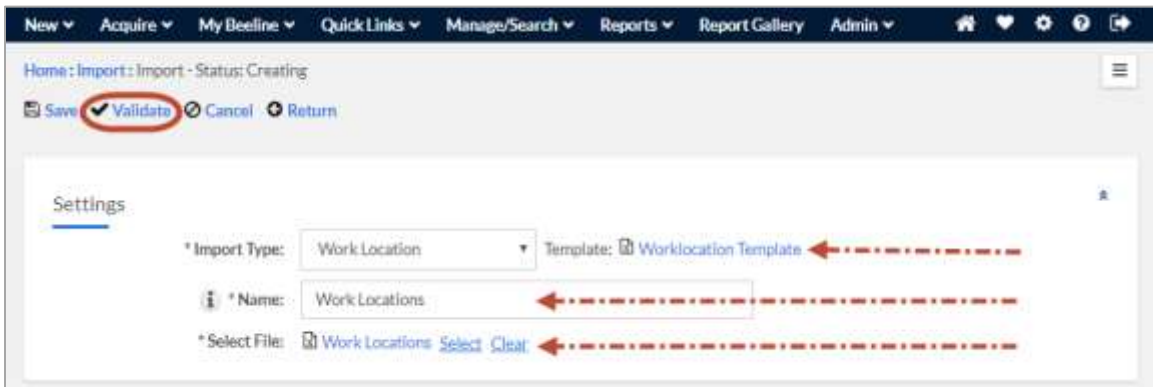 New Acquire My Beeline Quick Links Manage/Search Reports Report Gallery Admin
Home : Import : Import - Status: Creating
Save Validate Cancel Return
Settings
* Import Type: Work Location Template: Worklocation Template
* Name: Work Locations
* Select File: Work Locations Select Clear